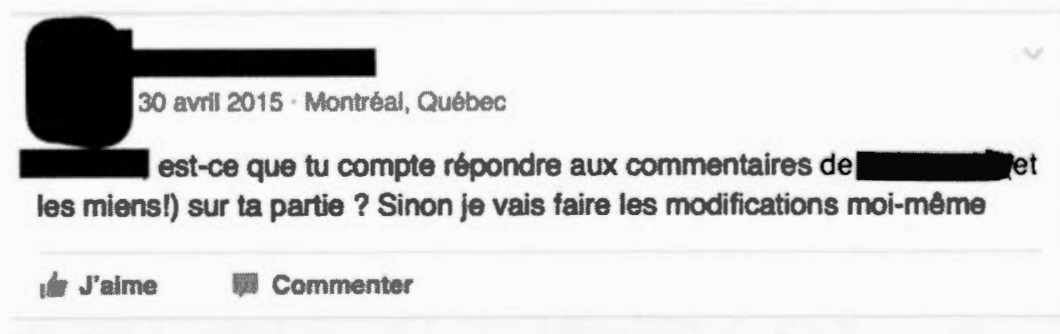 30 avril 2015 · Montréal, Québec
est-ce que tu compte répondre aux commentaires de (et
les miens!) sur ta partie ? Sinon je vais faire les modifications moi-même
J'aime Commenter